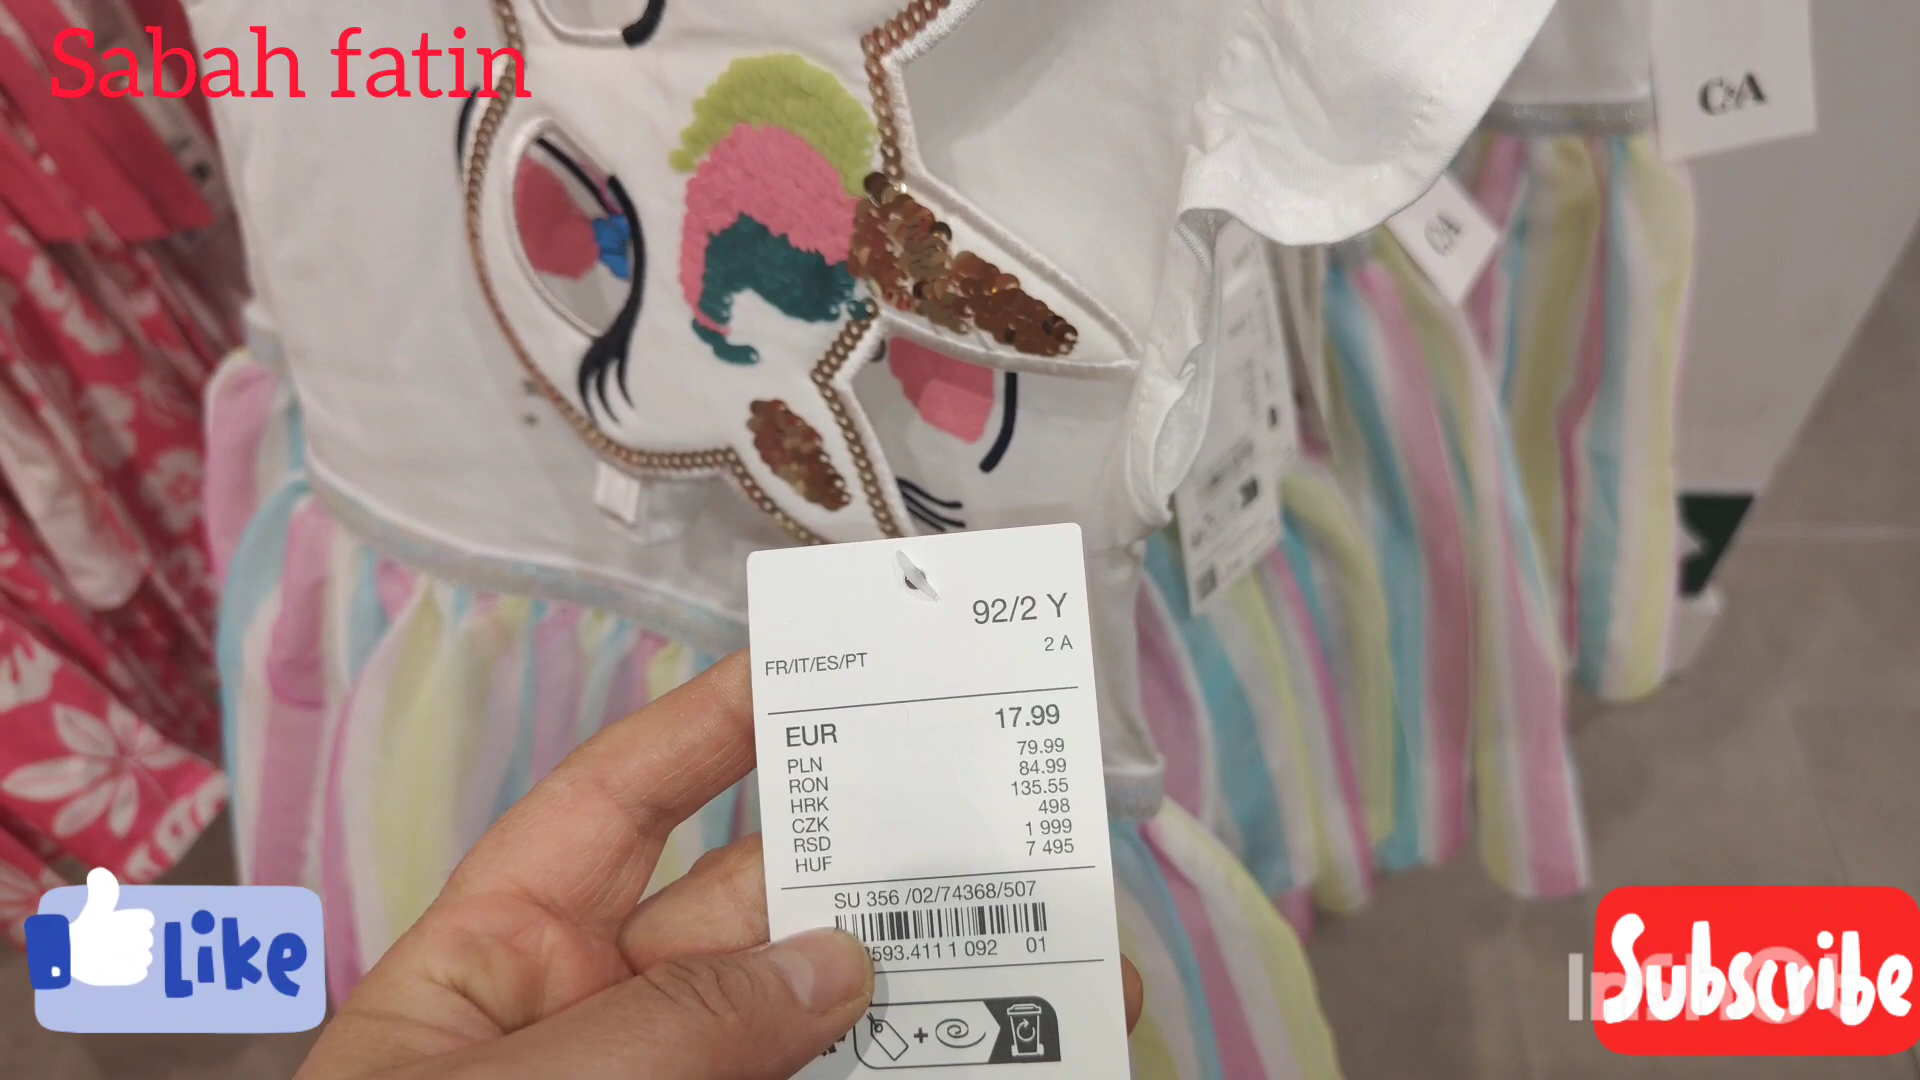 Sabah fatin
C&A
C&A
92/2 Y
2 A
FR/IT/ES/PT
EUR 17.99
PLN 79.99
RON 84.99
HRK 135.55
CZK 498
RSD 1 999
HUF 7 495
SU 356 /02/74368/507
593.411 1 092 01
Like
Subscribe